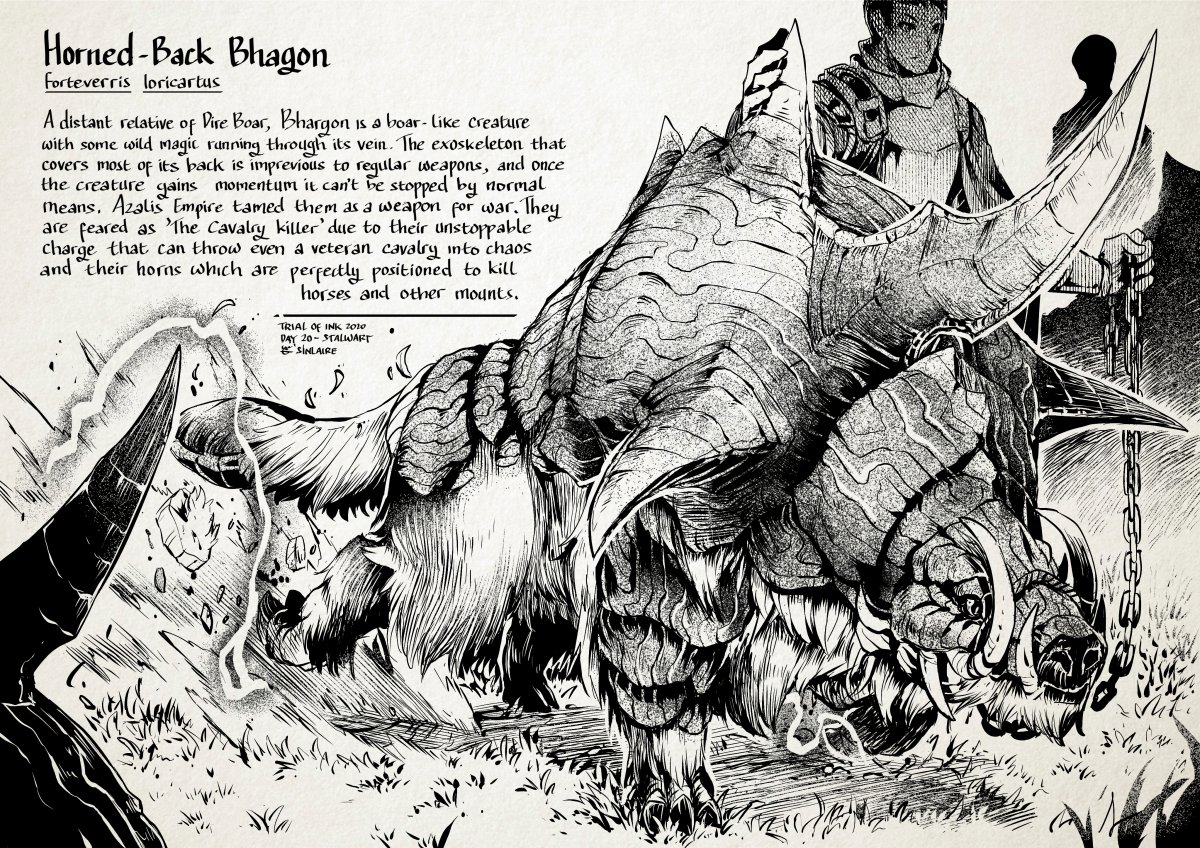 Horned-Back Bhagon
Forteverris loricartus
A distant relative of Dire Boar, Bhargon is a boar-like creature
with some wild magic running through its vein. The exoskeleton that
covers most of its back is imprevious to regular weapons, and once
the creature gains momentum it can't be stopped by normal
means. Azalis Empire tamed them as a weapon for war. They
are feared as 'The Cavalry killer' due to their unstoppable
charge that can throw even a veteran cavalry into chaos
and their horns which are perfectly positioned to kill
horses and other mounts.
TRIAL OF INK 2020
DAY 20 - STALWART
SINLAIRE